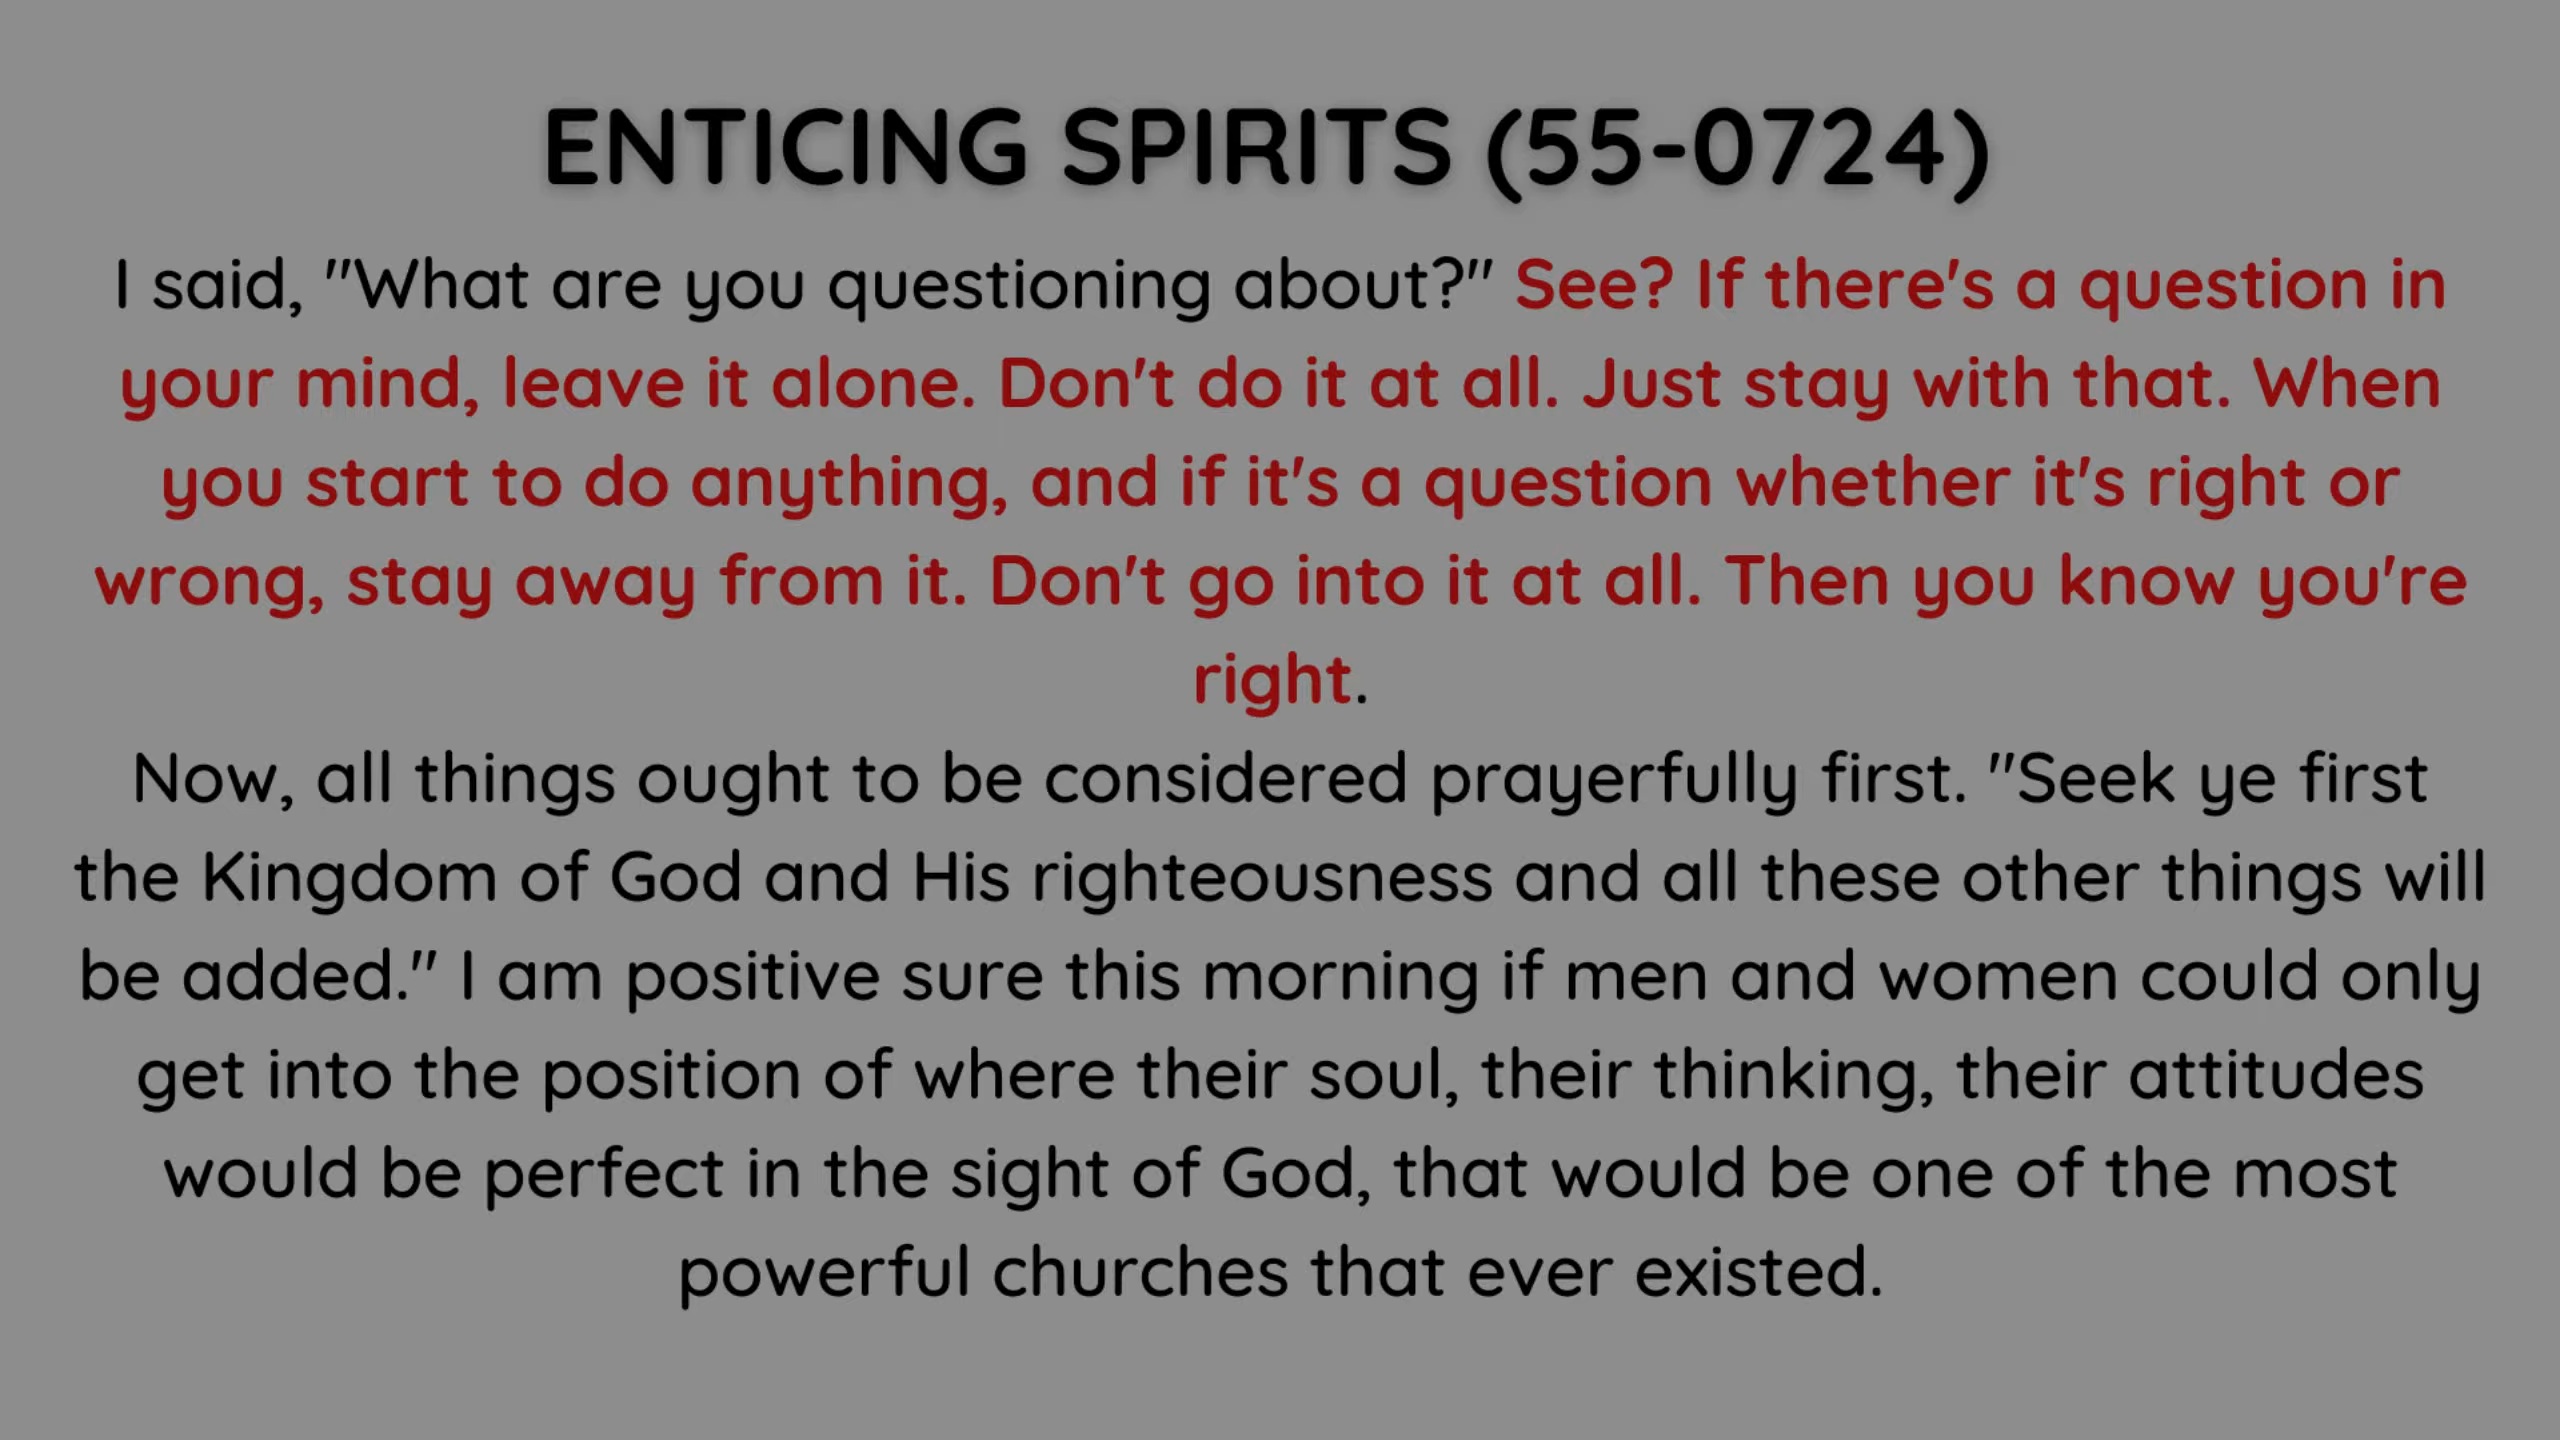 ENTICING SPIRITS (55-0724)
I said, "What are you questioning about?" See? If there's a question in
your mind, leave it alone. Don't do it at all. Just stay with that. When
you start to do anything, and if it's a question whether it's right or
wrong, stay away from it. Don't go into it at all. Then you know you're
right.
Now, all things ought to be considered prayerfully first. "Seek ye first
the Kingdom of God and His righteousness and all these other things will
be added." I am positive sure this morning if men and women could only
get into the position of where their soul, their thinking, their attitudes
would be perfect in the sight of God, that would be one of the most
powerful churches that ever existed.